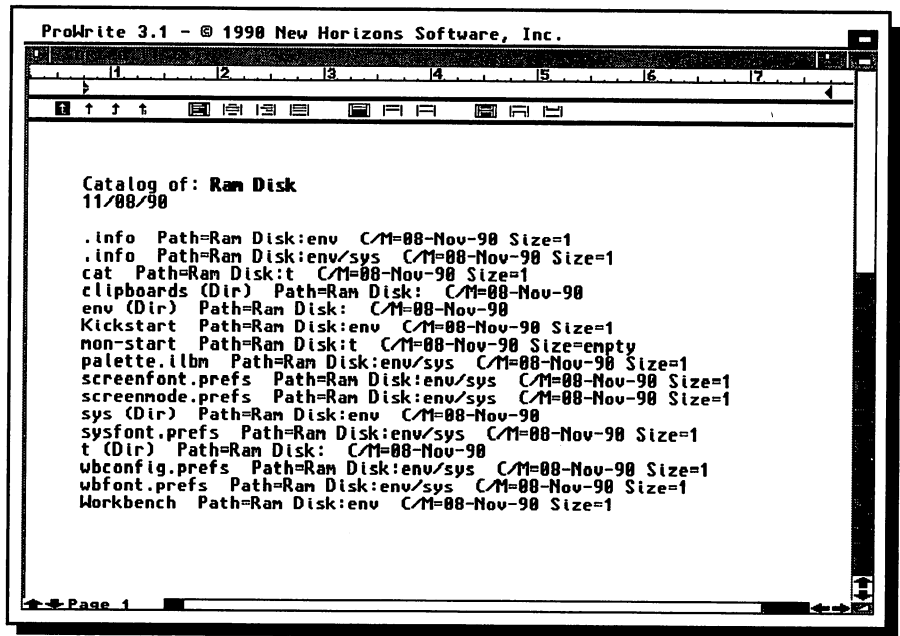 ProWrite 3.1 - © 1990 New Horizons Software, Inc.
1 2 3 4 5 6 7
Catalog of: Ram Disk
11/08/90
.info Path=Ram Disk:env C/M=08-Nov-90 Size=1
.info Path=Ram Disk:env/sys C/M=08-Nov-90 Size=1
cat Path=Ram Disk:t C/M=08-Nov-90 Size=1
clipboards (Dir) Path=Ram Disk: C/M=08-Nov-90
env (Dir) Path=Ram Disk: C/M=08-Nov-90
Kickstart Path=Ram Disk:env C/M=08-Nov-90 Size=1
mon-start Path=Ram Disk:t C/M=08-Nov-90 Size=empty
palette.ilbm Path=Ram Disk:env/sys C/M=08-Nov-90 Size=1
screenfont.prefs Path=Ram Disk:env/sys C/M=08-Nov-90 Size=1
screenmode.prefs Path=Ram Disk:env/sys C/M=08-Nov-90 Size=1
sys (Dir) Path=Ram Disk:env C/M=08-Nov-90
sysfont.prefs Path=Ram Disk:env/sys C/M=08-Nov-90 Size=1
t (Dir) Path=Ram Disk: C/M=08-Nov-90
wbconfig.prefs Path=Ram Disk:env/sys C/M=08-Nov-90 Size=1
wbfont.prefs Path=Ram Disk:env/sys C/M=08-Nov-90 Size=1
Workbench Path=Ram Disk:env C/M=08-Nov-90 Size=1
Page 1